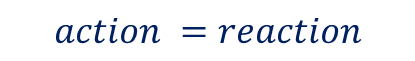 action = reaction